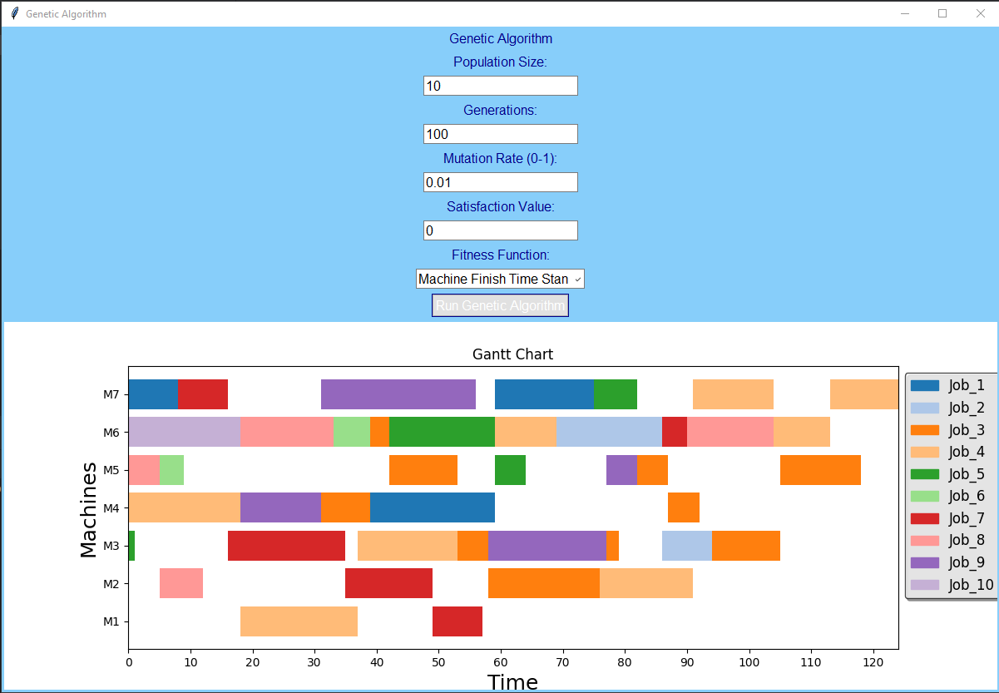 Genetic Algorithm
Genetic Algorithm
Population Size:
10
Generations:
100
Mutation Rate (0-1):
0.01
Satisfaction Value:
0
Fitness Function:
Machine Finish Time Stan
Run Genetic Algorithm
Gantt Chart
Machines
M7
M6
M5
M4
M3
M2
M1
0 10 20 30 40 50 60 70 80 90 100 110 120
Time
Job_1
Job_2
Job_3
Job_4
Job_5
Job_6
Job_7
Job_8
Job_9
Job_10